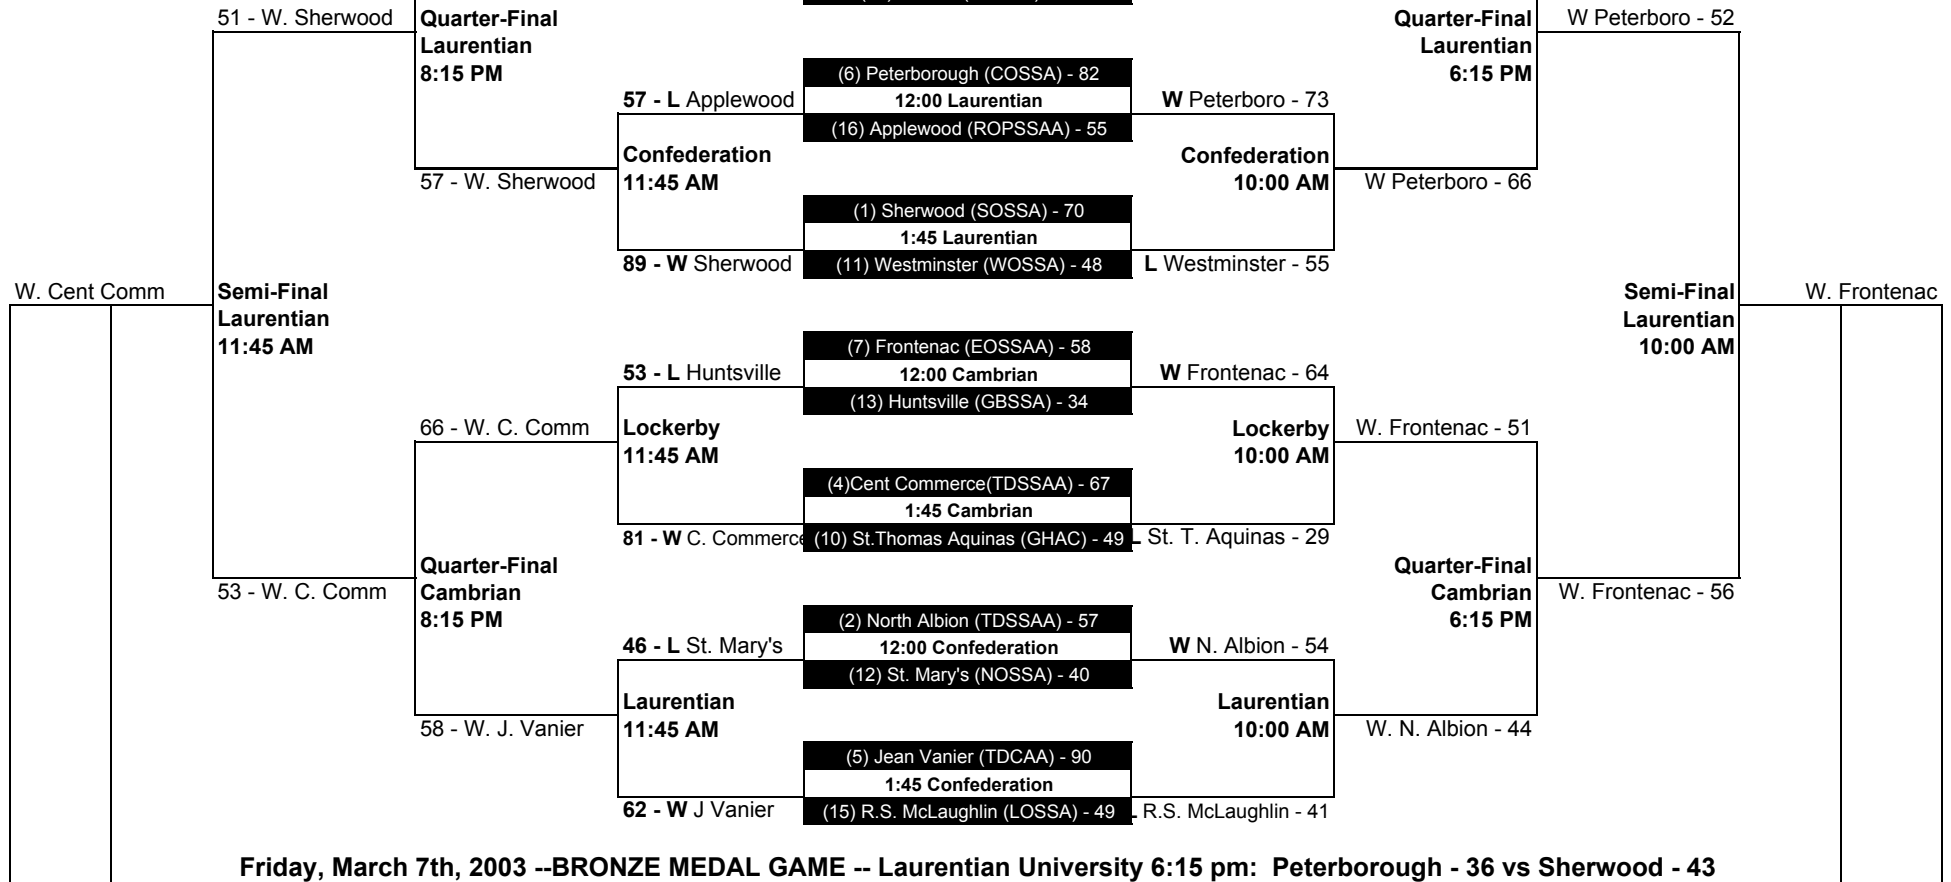 51 - W. Sherwood
Quarter-Final
Laurentian
8:15 PM
Quarter-Final
Laurentian
6:15 PM
W Peterboro - 52
(6) Peterborough (COSSA) - 82
12:00 Laurentian
(16) Applewood (ROPSSAA) - 55
57 - L Applewood
W Peterboro - 73
Confederation
11:45 AM
Confederation
10:00 AM
57 - W. Sherwood
W Peterboro - 66
(1) Sherwood (SOSSA) - 70
1:45 Laurentian
(11) Westminster (WOSSA) - 48
89 - W Sherwood
L Westminster - 55
W. Cent Comm
Semi-Final
Laurentian
11:45 AM
Semi-Final
Laurentian
10:00 AM
W. Frontenac
(7) Frontenac (EOSSAA) - 58
12:00 Cambrian
(13) Huntsville (GBSSA) - 34
53 - L Huntsville
W Frontenac - 64
66 - W. C. Comm
Lockerby
11:45 AM
Lockerby
10:00 AM
W. Frontenac - 51
(4)Cent Commerce(TDSSAA) - 67
1:45 Cambrian
(10) St.Thomas Aquinas (GHAC) - 49
81 - W C. Commerce
L St. T. Aquinas - 29
Quarter-Final
Cambrian
8:15 PM
Quarter-Final
Cambrian
6:15 PM
53 - W. C. Comm
W. Frontenac - 56
(2) North Albion (TDSSAA) - 57
12:00 Confederation
(12) St. Mary's (NOSSA) - 40
46 - L St. Mary's
W N. Albion - 54
Laurentian
11:45 AM
Laurentian
10:00 AM
58 - W. J. Vanier
W. N. Albion - 44
(5) Jean Vanier (TDCAA) - 90
1:45 Confederation
(15) R.S. McLaughlin (LOSSA) - 49
62 - W J Vanier
R.S. McLaughlin - 41
Friday, March 7th, 2003 --BRONZE MEDAL GAME -- Laurentian University 6:15 pm: Peterborough - 36 vs Sherwood - 43